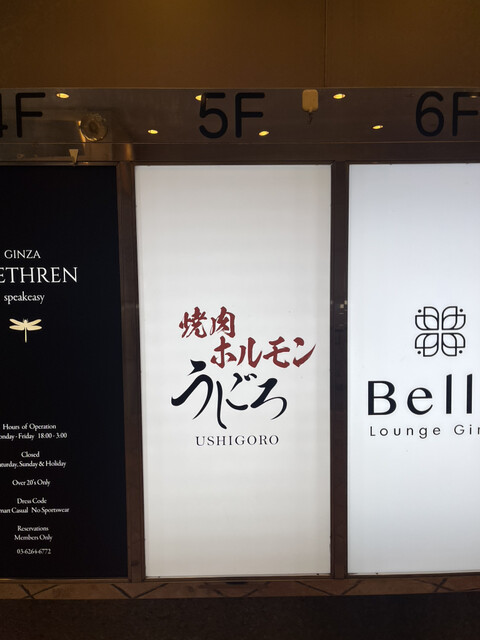 4F
5F
6F
GINZA
ETHREN
speakeasy
Hours of Operation
onday - Friday 18:00 - 3:00
Closed
aturday, Sunday & Holiday
Over 20's Only
Dress Code
mart Casual No Sportswear
Reservations
Members Only
03-6264-6772
焼肉
ホルモン
うしごろ
USHIGORO
Bell
Lounge Gin